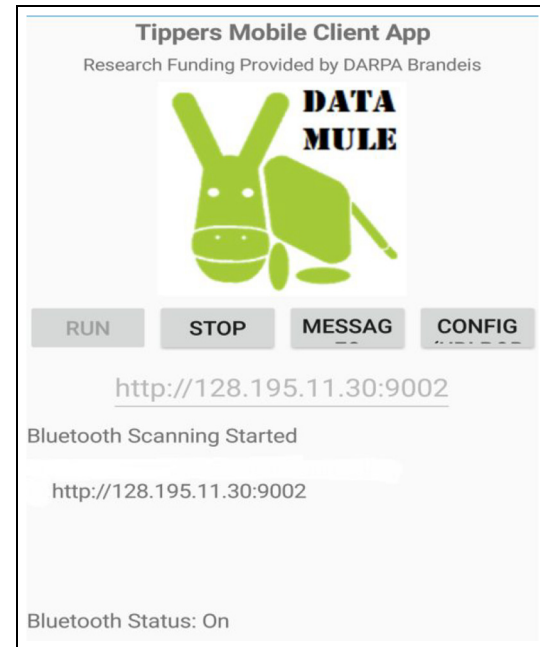 Tippers Mobile Client App
Research Funding Provided by DARPA Brandeis
DATA
MULE
RUN
STOP
MESSAG
CONFIG
http://128.195.11.30:9002
Bluetooth Scanning Started
http://128.195.11.30:9002
Bluetooth Status: On